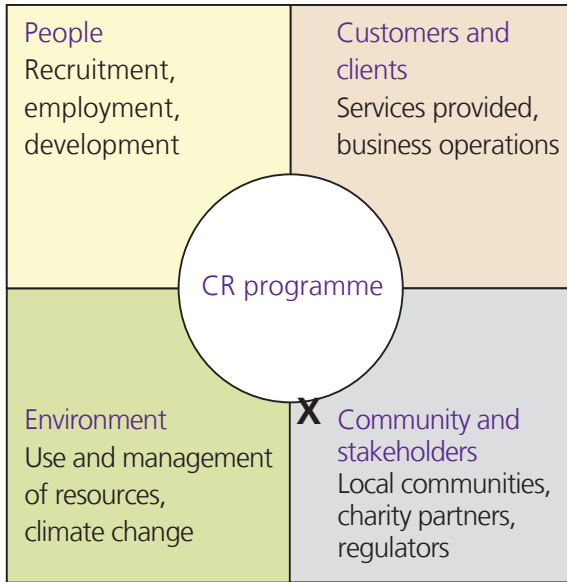 People
Recruitment,
employment,
development
Customers and
clients
Services provided,
business operations
CR programme
Environment
Use and management
of resources,
climate change
X
Community and
stakeholders
Local communities,
charity partners,
regulators